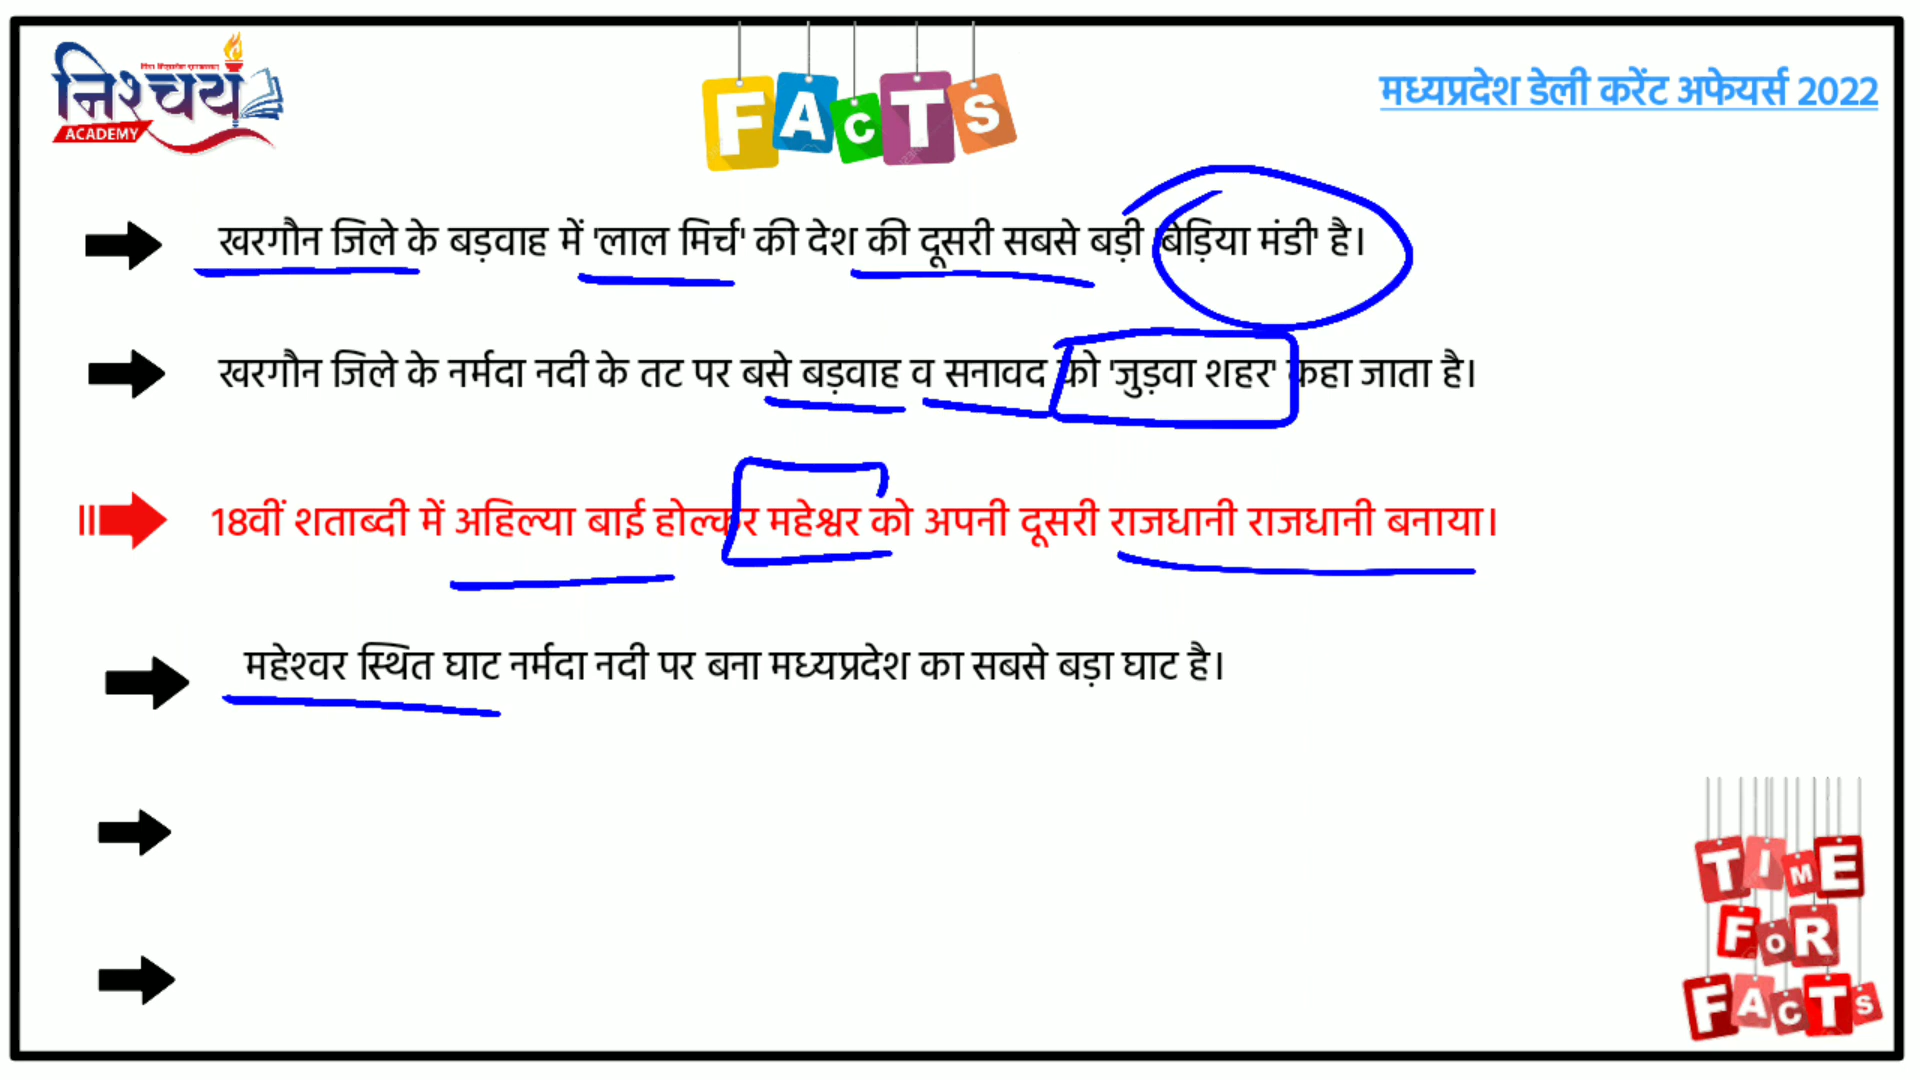 निश्चय
ACADEMY
FACTS
मध्यप्रदेश डेली करेंट अफेयर्स 2022
खरगौन जिले के बड़वाह में 'लाल मिर्च' की देश की दूसरी सबसे बड़ी 'बेड़िया मंडी' है।
खरगौन जिले के नर्मदा नदी के तट पर बसे बड़वाह व सनावद को 'जुड़वा शहर' कहा जाता है।
18वीं शताब्दी में अहिल्या बाई होल्कर महेश्वर को अपनी दूसरी राजधानी राजधानी बनाया।
महेश्वर स्थित घाट नर्मदा नदी पर बना मध्यप्रदेश का सबसे बड़ा घाट है।
TIME
FOR
FACTS